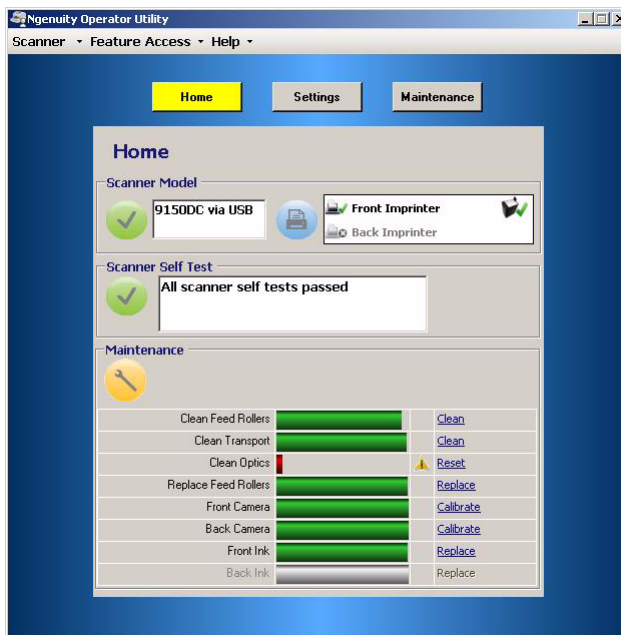 Ngenuity Operator Utility
Scanner Feature Access Help
Home Settings Maintenance
Home
Scanner Model
9150DC via USB
Front Imprinter
Back Imprinter
Scanner Self Test
All scanner self tests passed
Maintenance
Clean Feed Rollers Clean
Clean Transport Clean
Clean Optics Reset
Replace Feed Rollers Replace
Front Camera Calibrate
Back Camera Calibrate
Front Ink Replace
Back Ink Replace